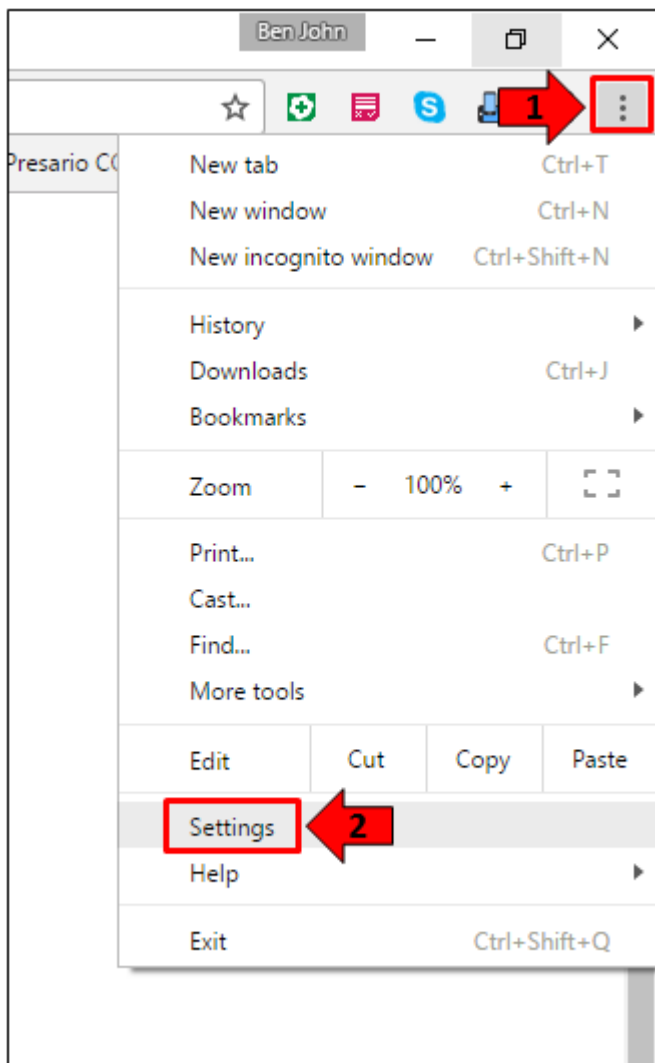 Ben John
1
Presario C
New tab Ctrl+T
New window Ctrl+N
New incognito window Ctrl+Shift+N
History
Downloads Ctrl+J
Bookmarks
Zoom - 100% +
Print... Ctrl+P
Cast...
Find... Ctrl+F
More tools
Edit Cut Copy Paste
Settings 2
Help
Exit Ctrl+Shift+Q